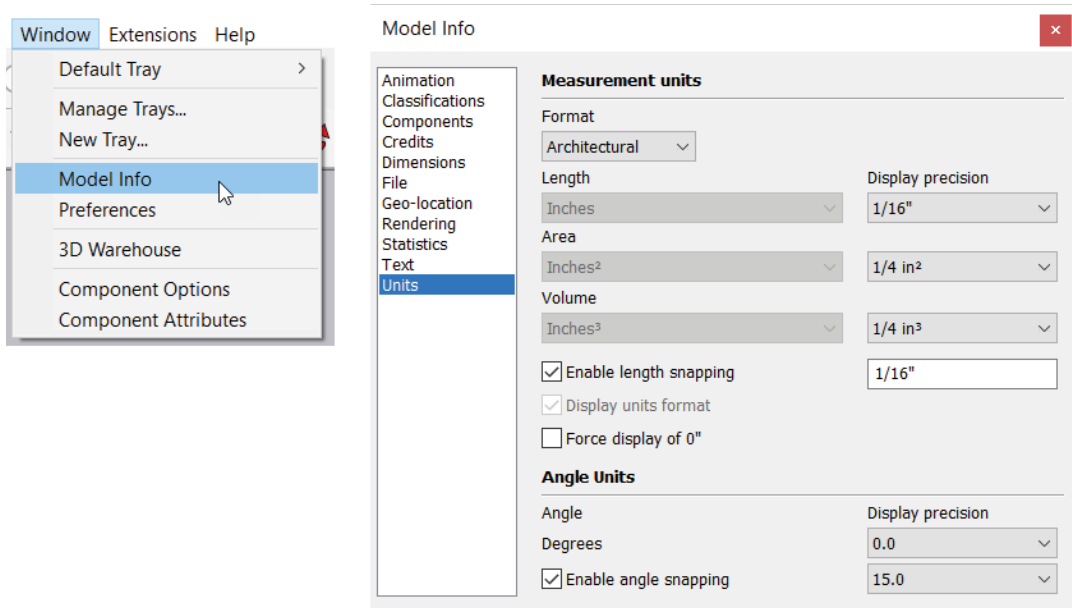 Window Extensions Help
Default Tray
Manage Trays...
New Tray...
Model Info
Preferences
3D Warehouse
Component Options
Component Attributes
Model Info
Animation
Classifications
Components
Credits
Dimensions
File
Geo-location
Rendering
Statistics
Text
Units
Measurement units
Format
Architectural
Length Display precision
Inches 1/16"
Area
Inches² 1/4 in²
Volume
Inches³ 1/4 in³
Enable length snapping 1/16"
Display units format
Force display of 0"
Angle Units
Angle Display precision
Degrees 0.0
Enable angle snapping 15.0